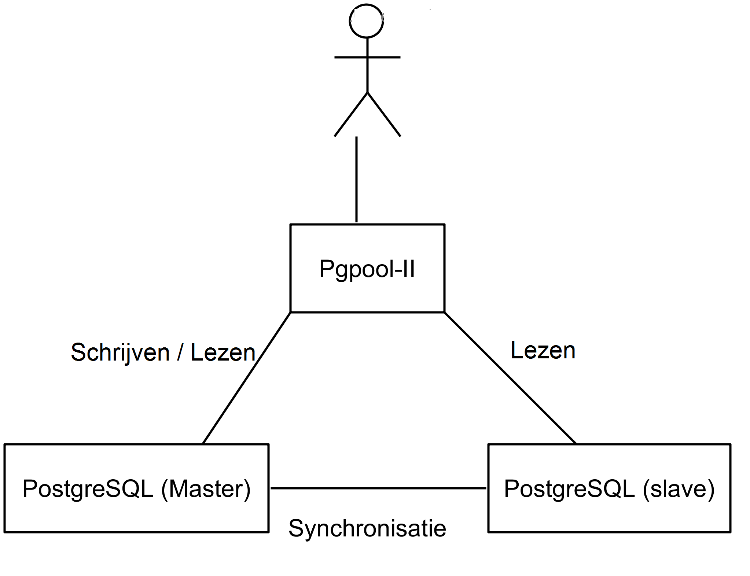 Pgpool-II
Schrijven / Lezen
Lezen
PostgreSQL (Master)
PostgreSQL (slave)
Synchronisatie